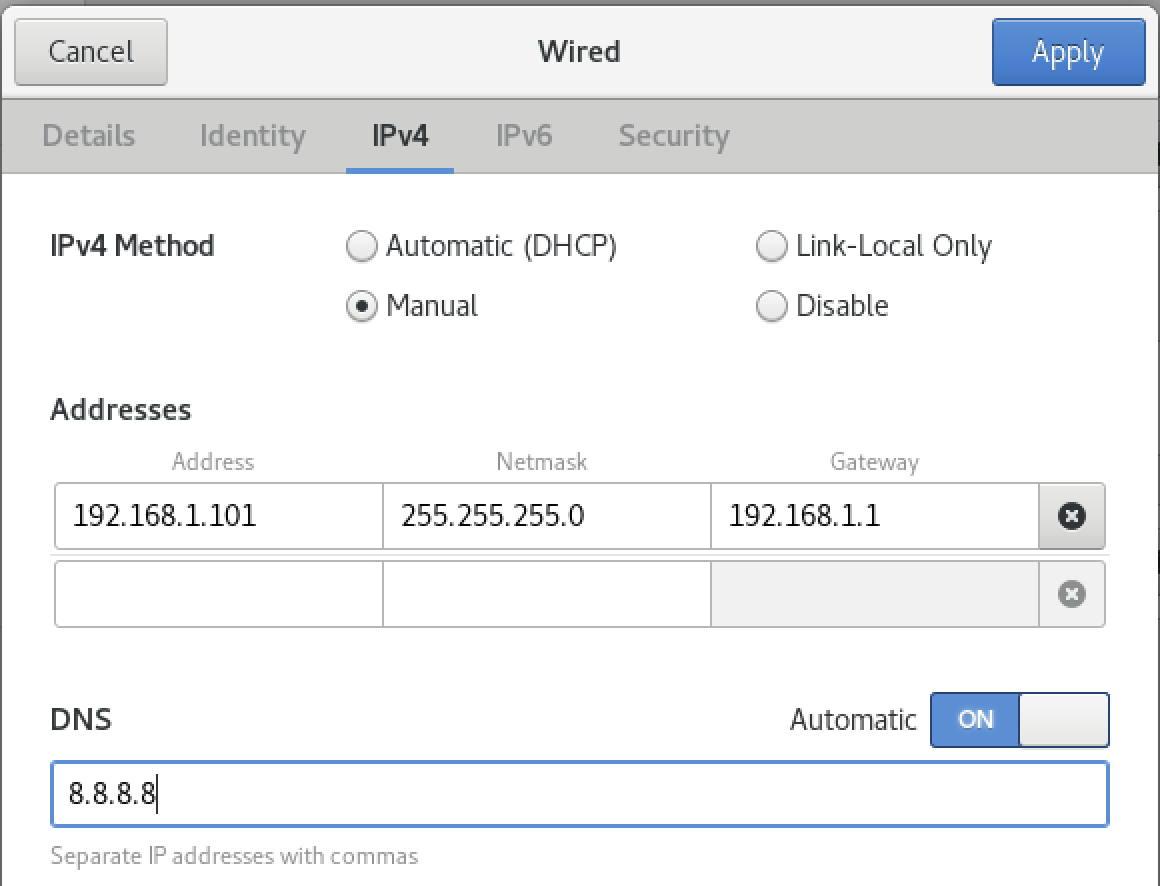 Cancel Wired Apply
Details Identity IPv4 IPv6 Security
IPv4 Method Automatic (DHCP) Link-Local Only
Manual Disable
Addresses
Address Netmask Gateway
192.168.1.101 255.255.255.0 192.168.1.1
DNS Automatic ON
8.8.8.8
Separate IP addresses with commas